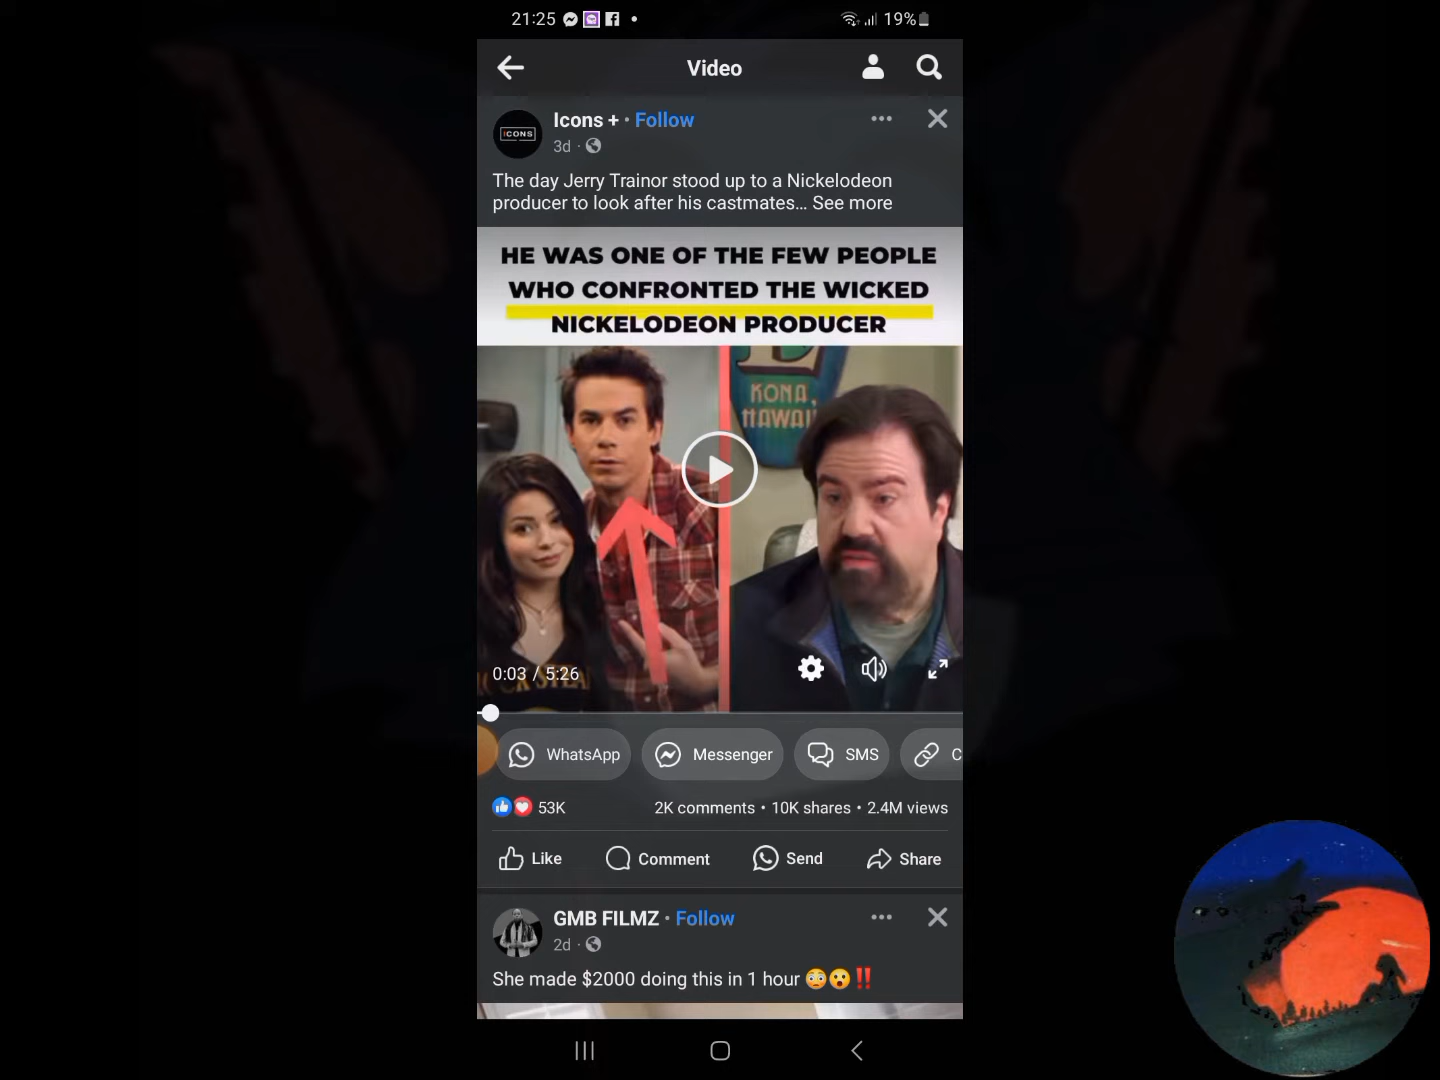 21:25
19%
Video
ICONS
Icons + · Follow
3d ·
The day Jerry Trainor stood up to a Nickelodeon
producer to look after his castmates... See more
HE WAS ONE OF THE FEW PEOPLE
WHO CONFRONTED THE WICKED
NICKELODEON PRODUCER
KONA,
HAWAII
0:03 / 5:26
WhatsApp
Messenger
SMS
C
53K
2K comments • 10K shares • 2.4M views
Like
Comment
Send
Share
GMB FILMZ · Follow
2d ·
She made $2000 doing this in 1 hour 😳😮‼️